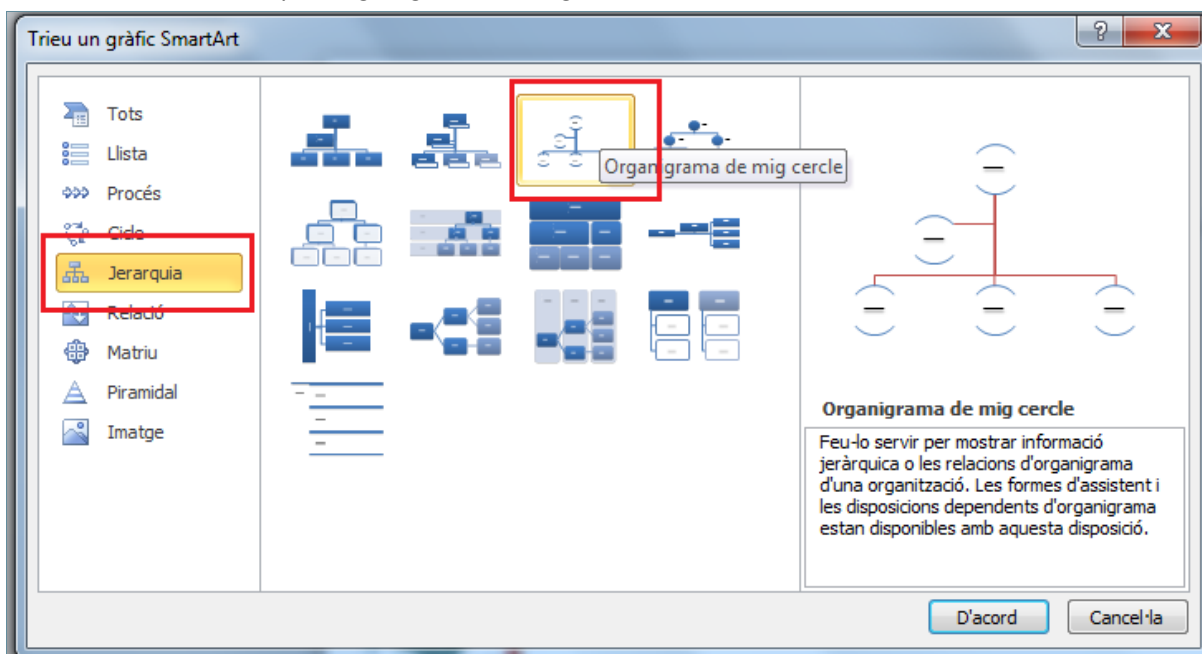 Trieu un gràfic SmartArt
Tots
Llista
Procés
Cicle
Jerarquia
Relació
Matriu
Piramidal
Imatge
Organigrama de mig cercle
Organigrama de mig cercle
Feu-lo servir per mostrar informació
jeràrquica o les relacions d'organigrama
d'una organització. Les formes d'assistent i
les disposicions dependents d'organigrama
estan disponibles amb aquesta disposició.
D'acord
Cancel·la